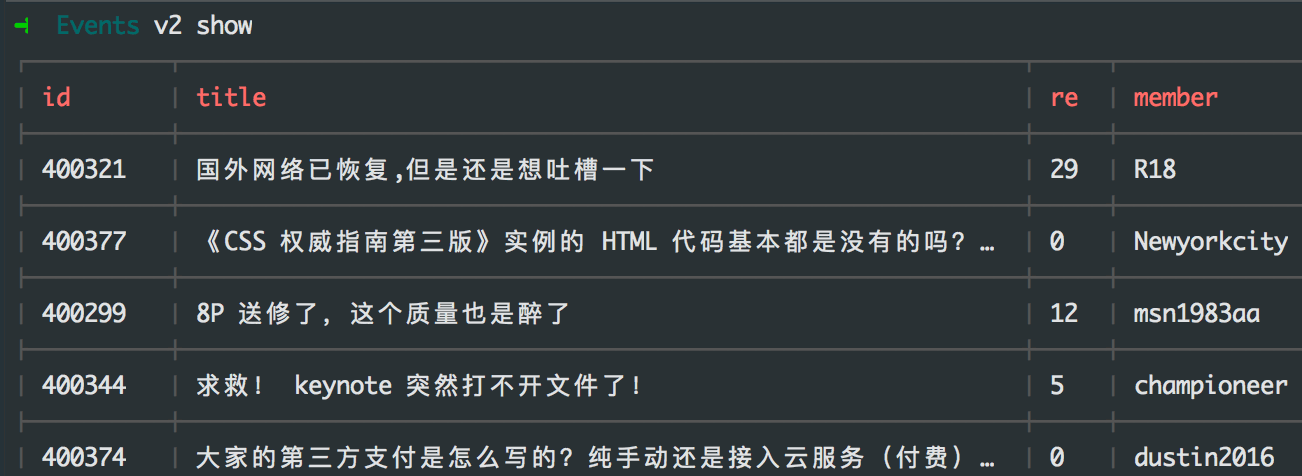 Events v2 show
id title re member
400321 国外网络已恢复,但是还是想吐槽一下 29 R18
400377 《CSS 权威指南第三版》实例的 HTML 代码基本都是没有的吗？… 0 Newyorkcity
400299 8P 送修了，这个质量也是醉了 12 msn1983aa
400344 求救！ keynote 突然打不开文件了！ 5 championeer
400374 大家的第三方支付是怎么写的？纯手动还是接入云服务（付费）… 0 dustin2016